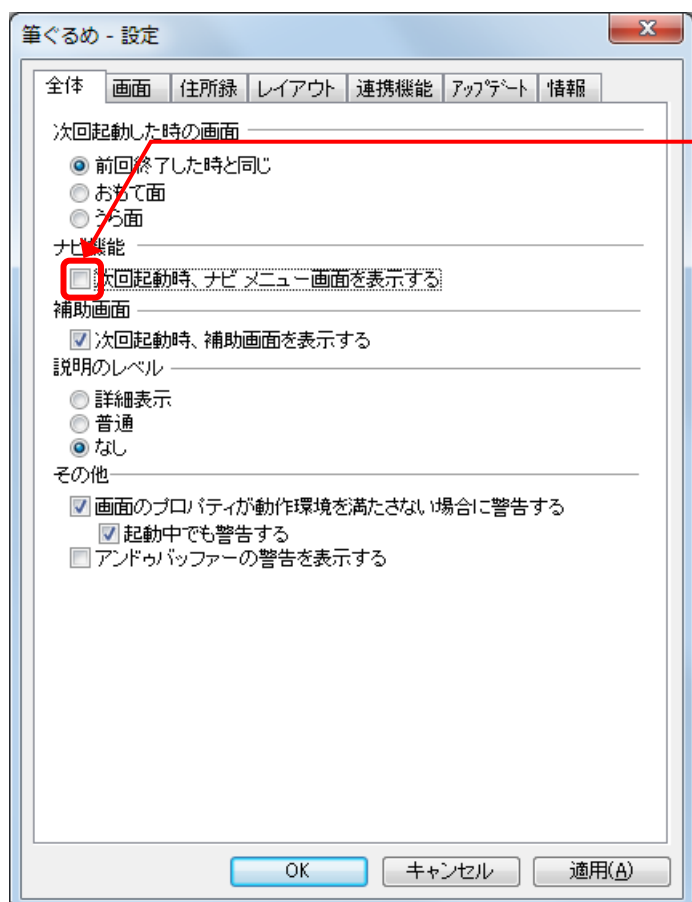 筆ぐるめ - 設定
全体 画面 住所録 レイアウト 連携機能 アップデート 情報
次回起動した時の画面
前回終了した時と同じ
おもて面
うら面
ナビ機能
次回起動時、ナビ メニュー画面を表示する
補助画面
次回起動時、補助画面を表示する
説明のレベル
詳細表示
普通
なし
その他
画面のプロパティが動作環境を満たさない場合に警告する
起動中でも警告する
アンドゥバッファーの警告を表示する
OK キャンセル 適用(A)